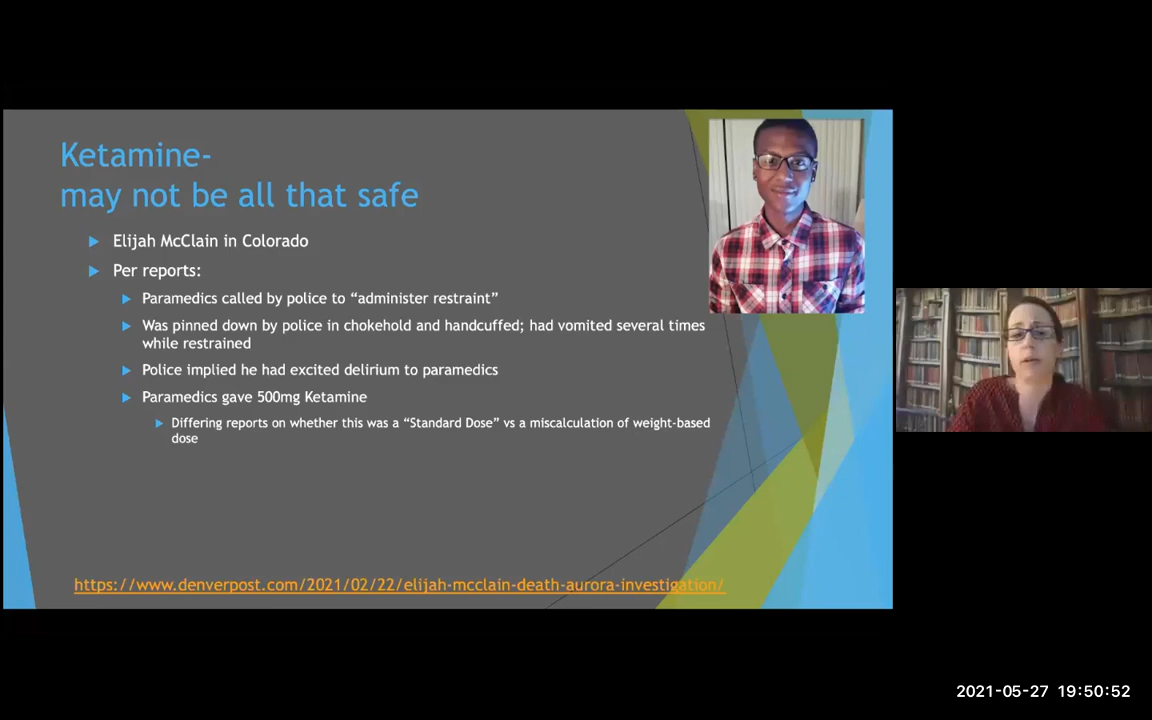 Ketamine-
may not be all that safe
Elijah McClain in Colorado
Per reports:
Paramedics called by police to “administer restraint”
Was pinned down by police in chokehold and handcuffed; had vomited several times
while restrained
Police implied he had excited delirium to paramedics
Paramedics gave 500mg Ketamine
Differing reports on whether this was a “Standard Dose” vs a miscalculation of weight-based
dose
https://www.denverpost.com/2021/02/22/elijah-mcclain-death-aurora-investigation/
2021-05-27 19:50:52